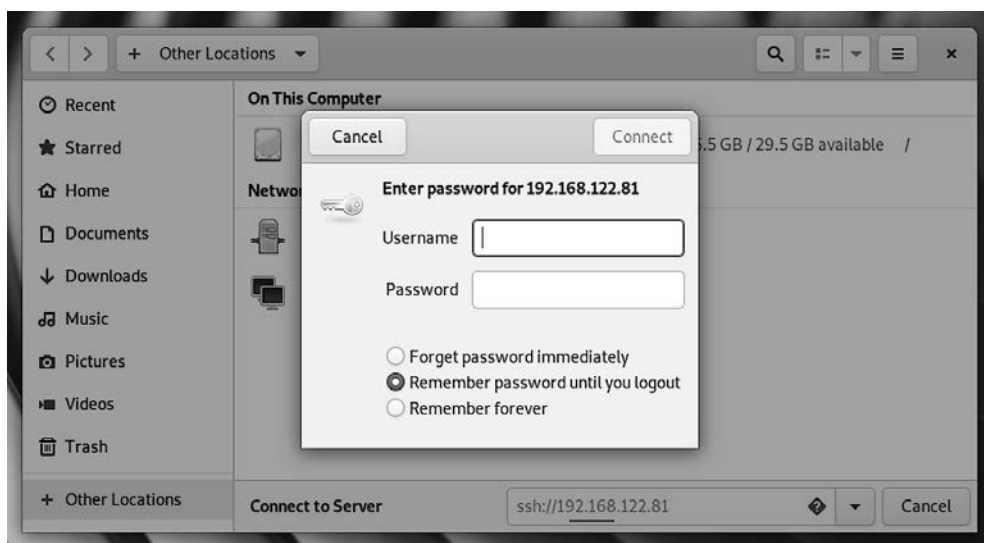 + Other Locations
Recent
Starred
Home
Documents
Downloads
Music
Pictures
Videos
Trash
+ Other Locations
On This Computer
5.5 GB / 29.5 GB available /
Cancel
Connect
Enter password for 192.168.122.81
Username
Password
Forget password immediately
Remember password until you logout
Remember forever
Connect to Server
ssh://192.168.122.81
Cancel